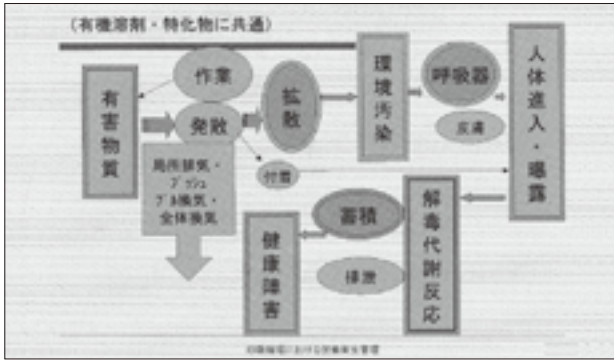 (有機溶剤・特化物に共通)
作業
有害物質
発散
拡散
環境汚染
呼吸器
皮膚
人体進入・曝露
付着
局所排気・
プッシュ
プル換気・
全体換気
解毒代謝反応
蓄積
排泄
健康障害